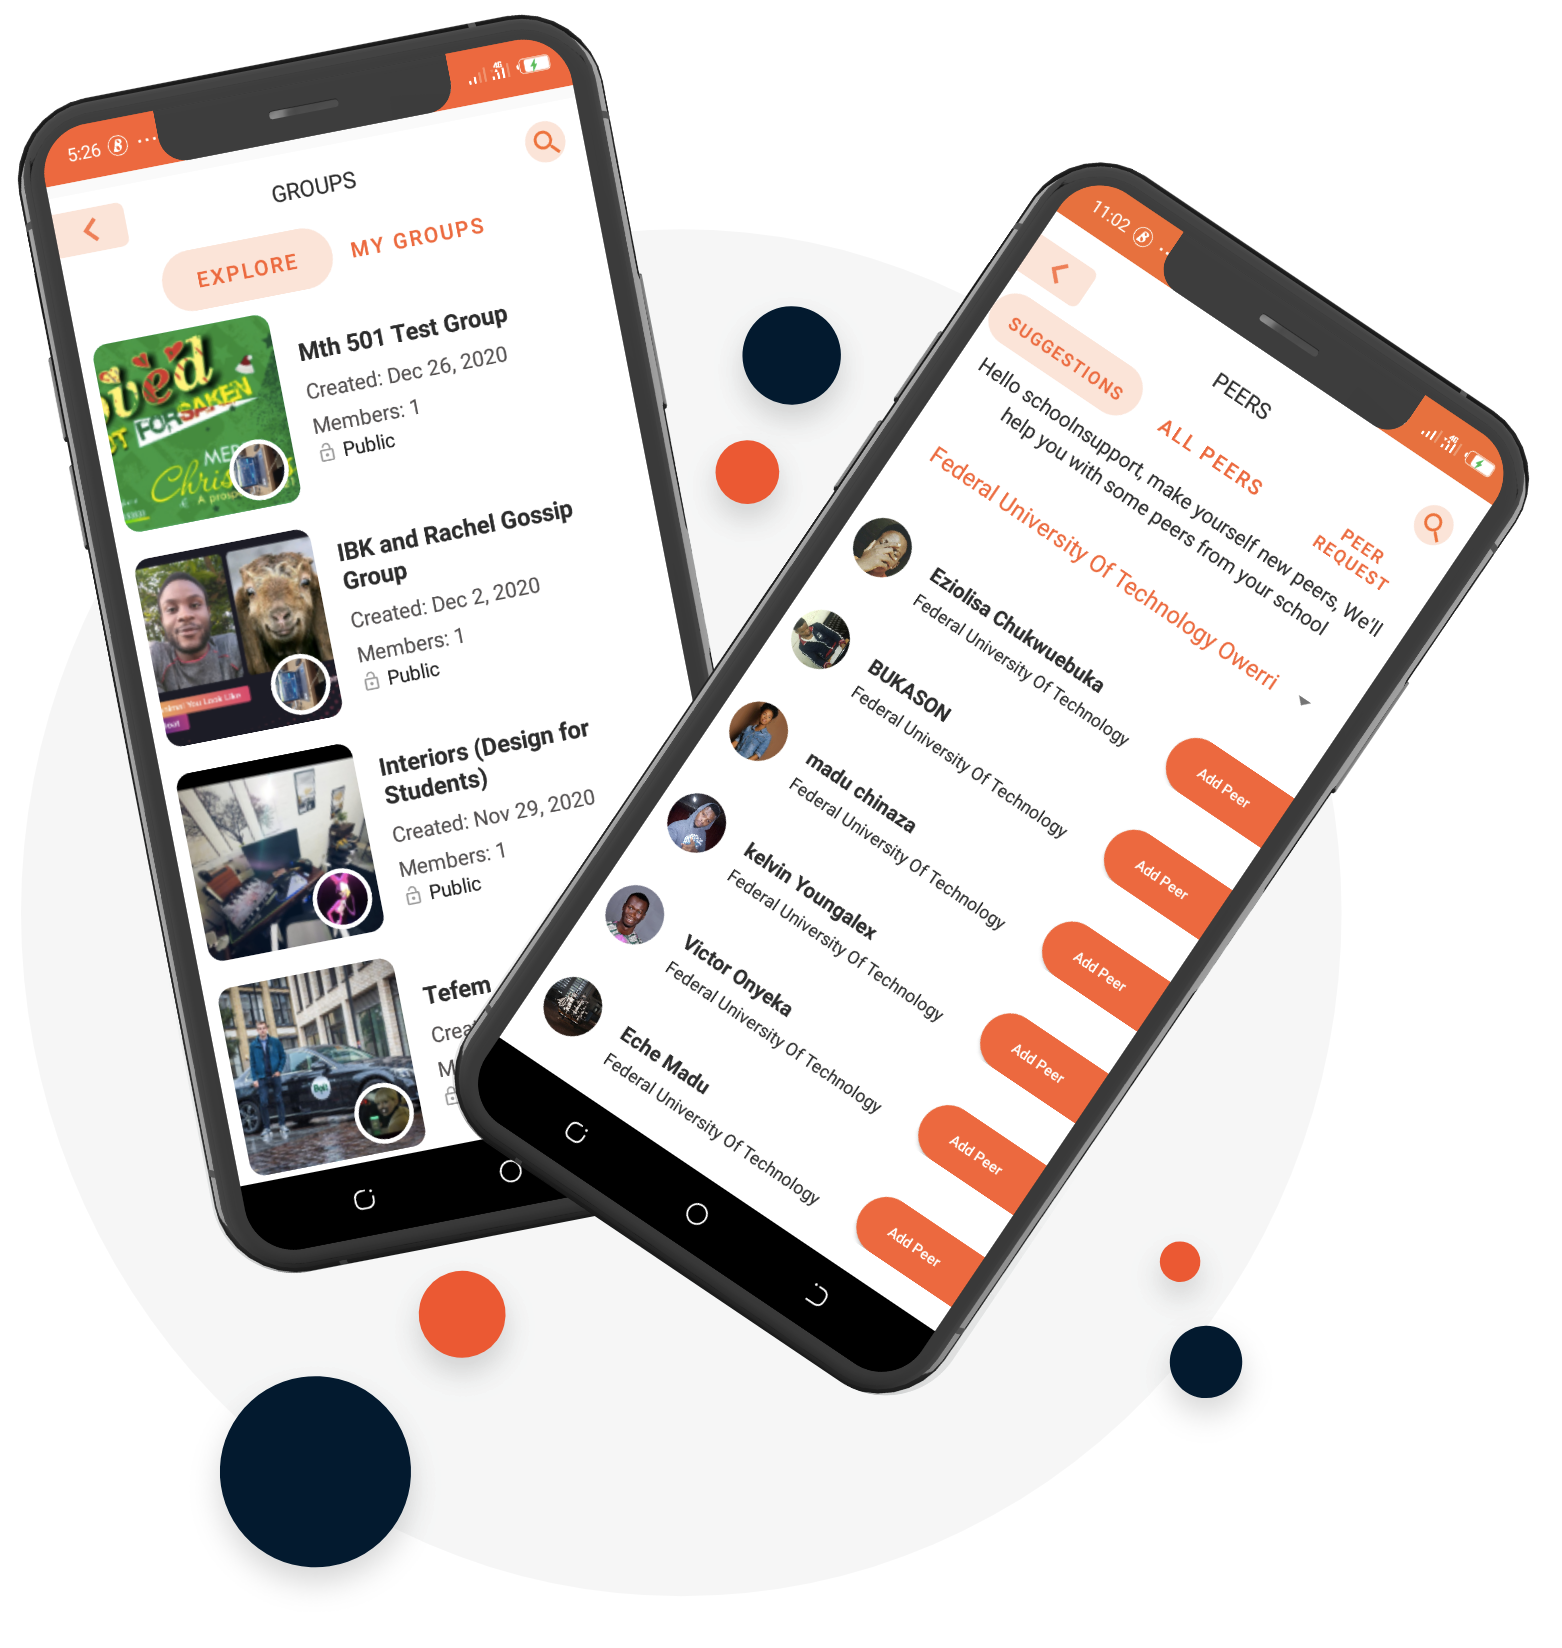 5:26
GROUPS
EXPLORE
MY GROUPS
Mth 501 Test Group
Created: Dec 26, 2020
Members: 1
Public
IBK and Rachel Gossip
Group
Created: Dec 2, 2020
Members: 1
Public
Interiors (Design for
Students)
Created: Nov 29, 2020
Members: 1
Public
Tefem
11:02
PEERS
SUGGESTIONS
ALL PEERS
PEER
REQUEST
Hello schoolnsupport, make yourself new peers, We'll
help you with some peers from your school
Federal University Of Technology Owerri
Eziolisa Chukwuebuka
Federal University Of Technology
Add Peer
BUKASON
Federal University Of Technology
Add Peer
madu chinaza
Federal University Of Technology
Add Peer
kelvin Youngalex
Federal University Of Technology
Add Peer
Victor Onyeka
Federal University Of Technology
Add Peer
Eche Madu
Federal University Of Technology
Add Peer